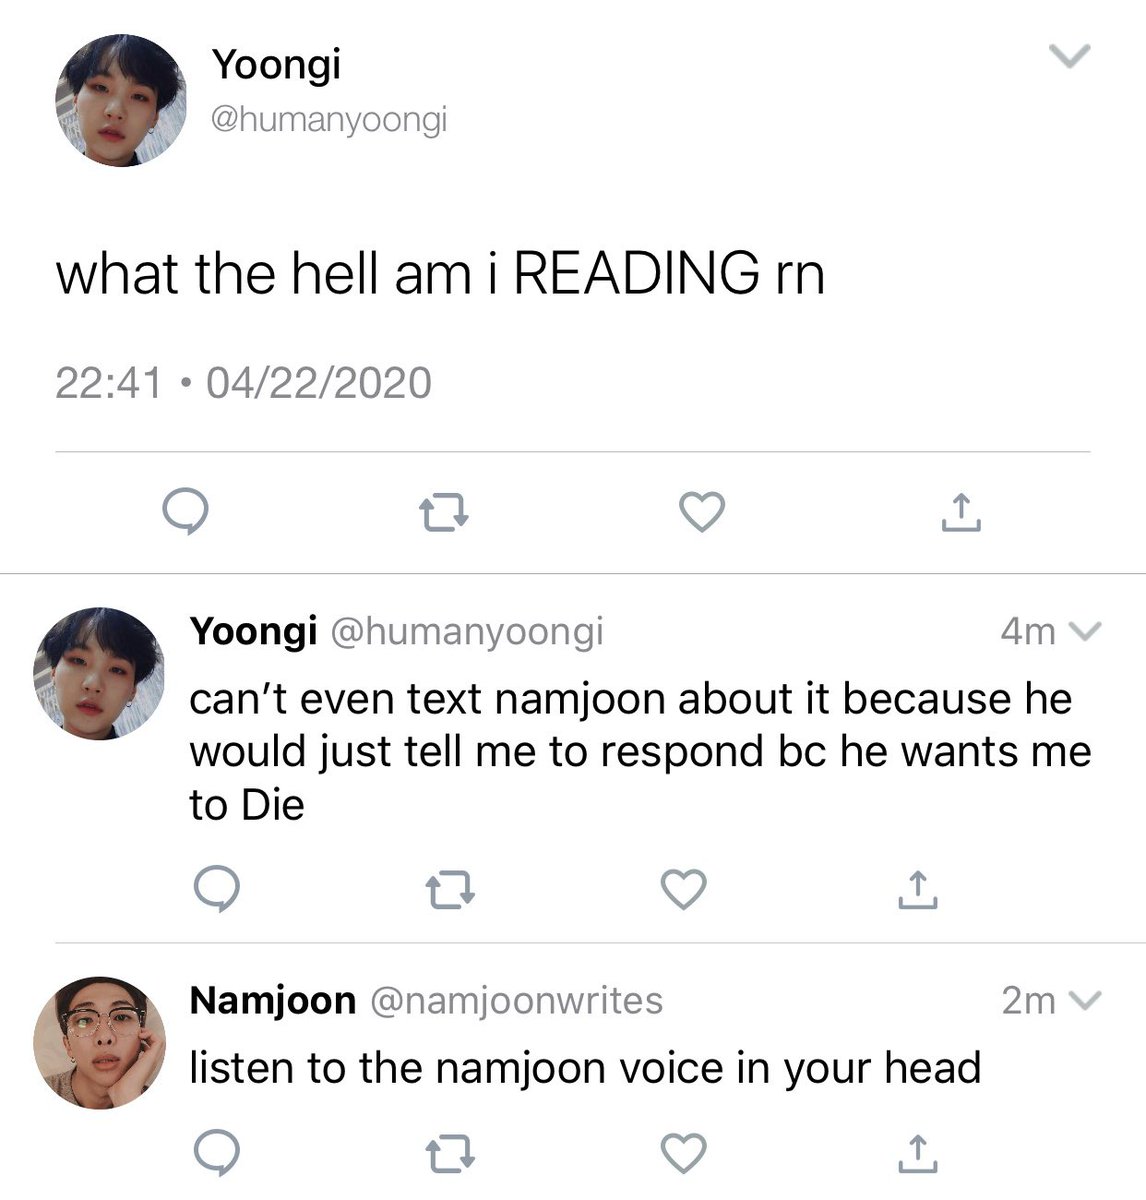 Yoongi
@humanyoongi
what the hell am i READING rn
22:41 • 04/22/2020
Yoongi @humanyoongi 4m
can’t even text namjoon about it because he
would just tell me to respond bc he wants me
to Die
Namjoon @namjoonwrites 2m
listen to the namjoon voice in your head